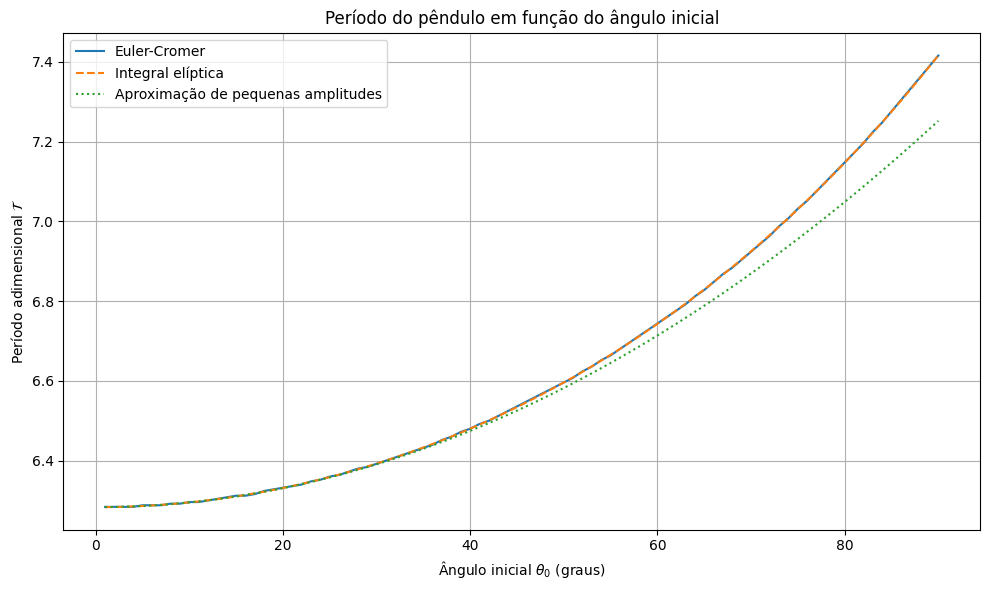 Período do pêndulo em função do ângulo inicial
Euler-Cromer
Integral elíptica
Aproximação de pequenas amplitudes
7.4
7.2
7.0
6.8
6.6
6.4
Período adimensional 𝒯
0 20 40 60 80
Ângulo inicial θ₀ (graus)